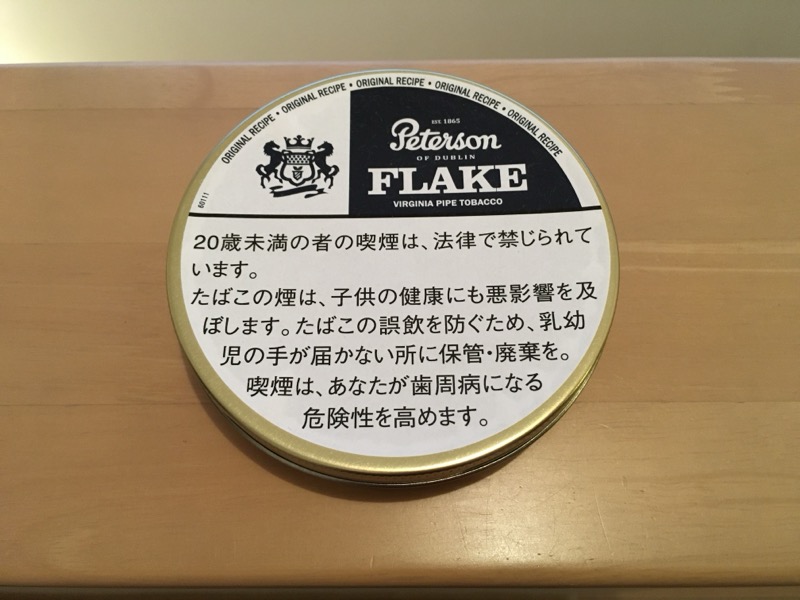 ORIGINAL RECIPE • ORIGINAL RECIPE • ORIGINAL RECIPE • ORIGINAL RECIPE • ORIGINAL RECIPE
EST. 1865
Peterson
OF DUBLIN
FLAKE
VIRGINIA PIPE TOBACCO
60111
20歳未満の者の喫煙は、法律で禁じられて
います。
たばこの煙は、子供の健康にも悪影響を及
ぼします。たばこの誤飲を防ぐため、乳幼
児の手が届かない所に保管・廃棄を。
喫煙は、あなたが歯周病になる
危険性を高めます。